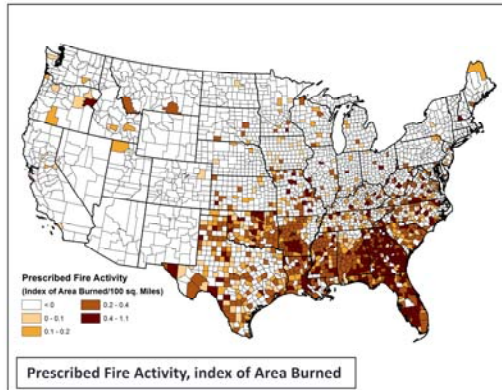 Prescribed Fire Activity
(Index of Area Burned/100 sq. Miles)
< 0
0 - 0.1
0.1 - 0.2
0.2 - 0.4
0.4 - 1.1
Prescribed Fire Activity, index of Area Burned